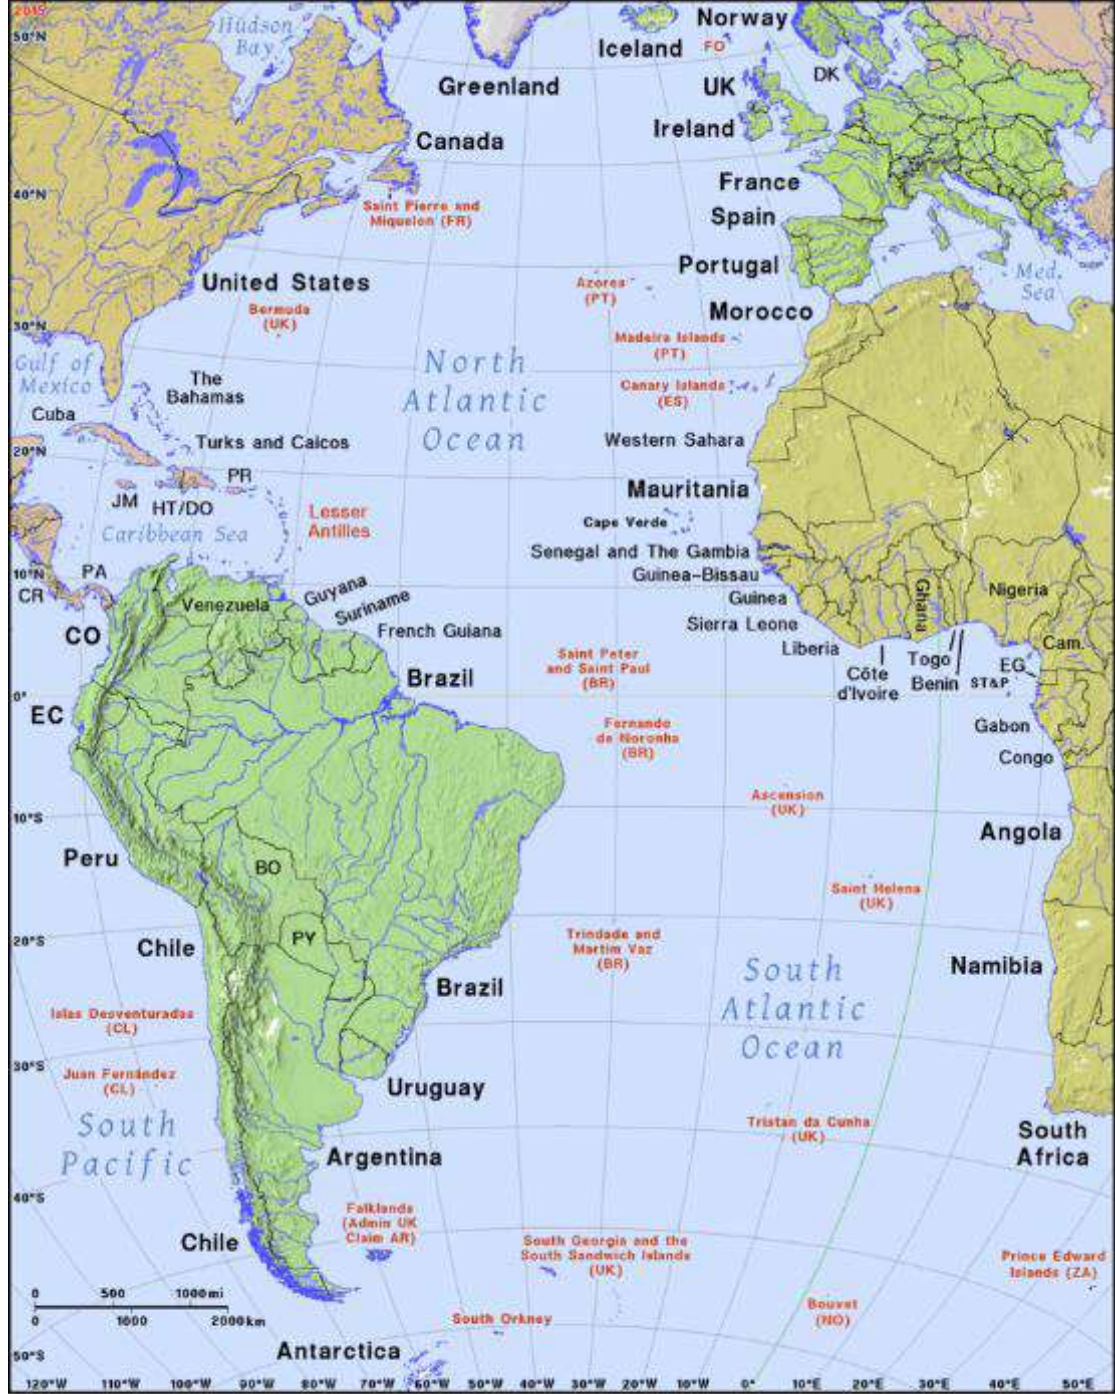 2015
50°N
Hudson
Bay
Norway
Iceland
FO
Greenland
UK
DK
Ireland
Canada
40°N
France
Saint Pierre and
Miquelon (FR)
Spain
Portugal
Med.
Sea
United States
Azores
(PT)
Bermuda
(UK)
Morocco
30°N
Madeira Islands
(PT)
Gulf of
Mexico
North
Atlantic
Ocean
The
Bahamas
Canary Islands
(ES)
Cuba
Turks and Caicos
Western Sahara
20°N
PR
JM
HT/DO
Mauritania
Lesser
Antilles
Cape Verde
Caribbean Sea
Senegal and The Gambia
10°N
PA
Guinea-Bissau
CR
Venezuela
Guyana
Suriname
French Guiana
Guinea
Ghana
Nigeria
CO
Sierra Leone
Liberia
Cam.
Saint Peter
and Saint Paul
(BR)
Togo
EG
Côte
d'Ivoire
Benin
ST&P
Brazil
0°
EC
Fernando
de Noronha
(BR)
Gabon
Congo
Ascension
(UK)
10°S
Angola
Peru
BO
Saint Helena
(UK)
20°S
PY
Chile
Trindade and
Martim Vaz
(BR)
Namibia
South
Atlantic
Ocean
Brazil
Islas Desventuradas
(CL)
30°S
Juan Fernández
(CL)
Uruguay
South
Pacific
Tristan da Cunha
(UK)
South
Africa
Argentina
40°S
Falklands
(Admin UK
Claim AR)
Chile
South Georgia and the
South Sandwich Islands
(UK)
Prince Edward
Islands (ZA)
0 500 1000mi
0 1000 2000km
South Orkney
Bouvet
(NO)
Antarctica
50°S
120°W 110°W 100°W 90°W 80°W 70°W 60°W 50°W 40°W 30°W 20°W 10°W 0° 10°E 20°E 30°E 40°E 50°E